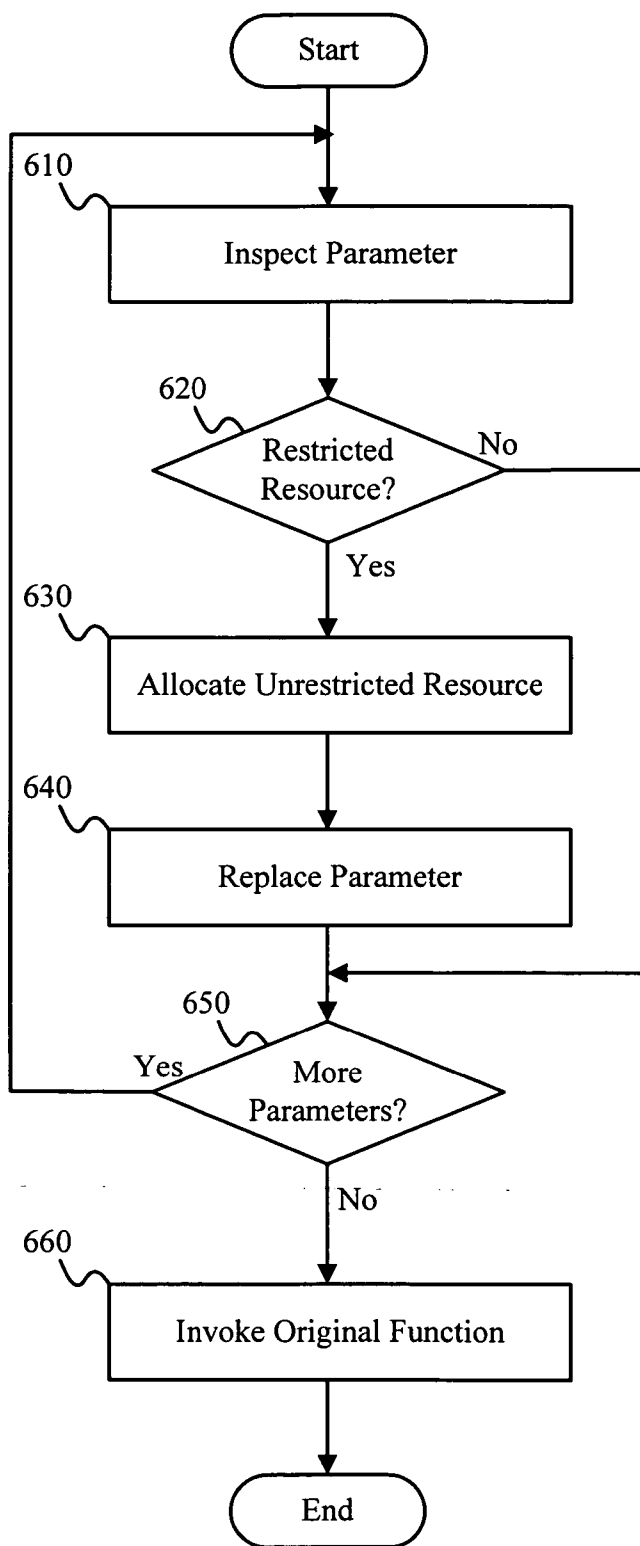 Start
610
Inspect Parameter
620
Restricted
Resource?
No
Yes
630
Allocate Unrestricted Resource
640
Replace Parameter
650
Yes
More
Parameters?
No
660
Invoke Original Function
End